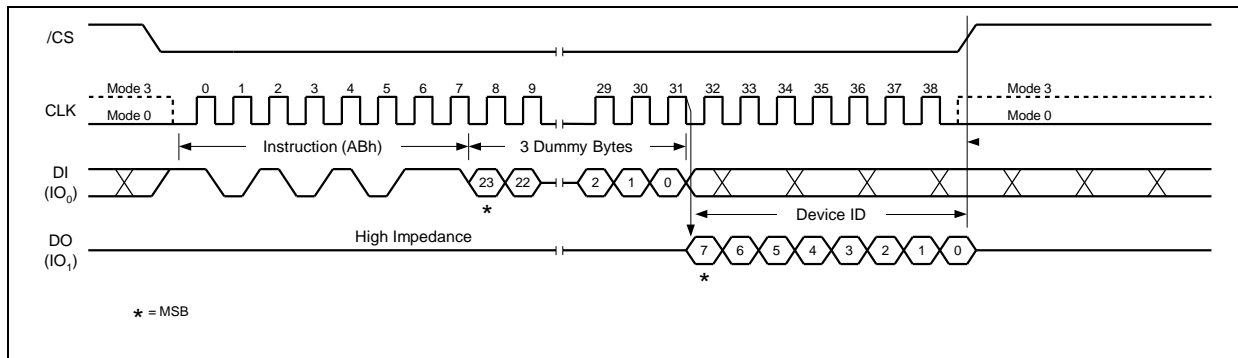 /CS
Mode 3 0 1 2 3 4 5 6 7 8 9 29 30 31 32 33 34 35 36 37 38 Mode 3
CLK
Mode 0 Mode 0
Instruction (ABh) 3 Dummy Bytes
DI
(IO0)
23 22 2 1 0
*
Device ID
High Impedance
DO
(IO1)
7 6 5 4 3 2 1 0
*
* = MSB